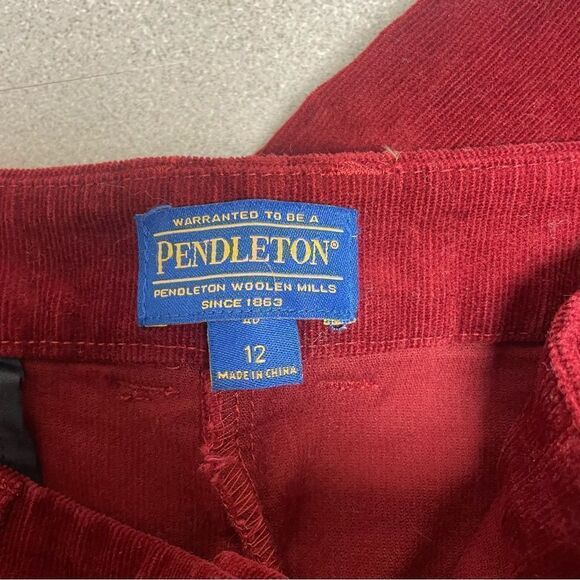 WARRANTED TO BE A
PENDLETON®
PENDLETON WOOLEN MILLS
SINCE 1863
12
MADE IN CHINA